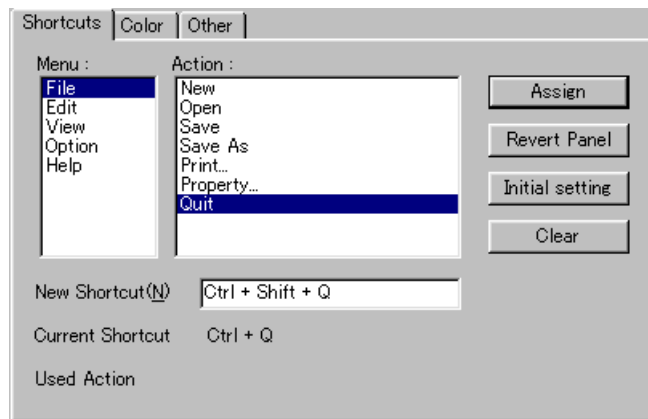 Shortcuts Color Other
Menu : Action :
File
Edit
View
Option
Help
New
Open
Save
Save As
Print...
Property...
Quit
Assign
Revert Panel
Initial setting
Clear
New Shortcut(N) Ctrl + Shift + Q
Current Shortcut Ctrl + Q
Used Action